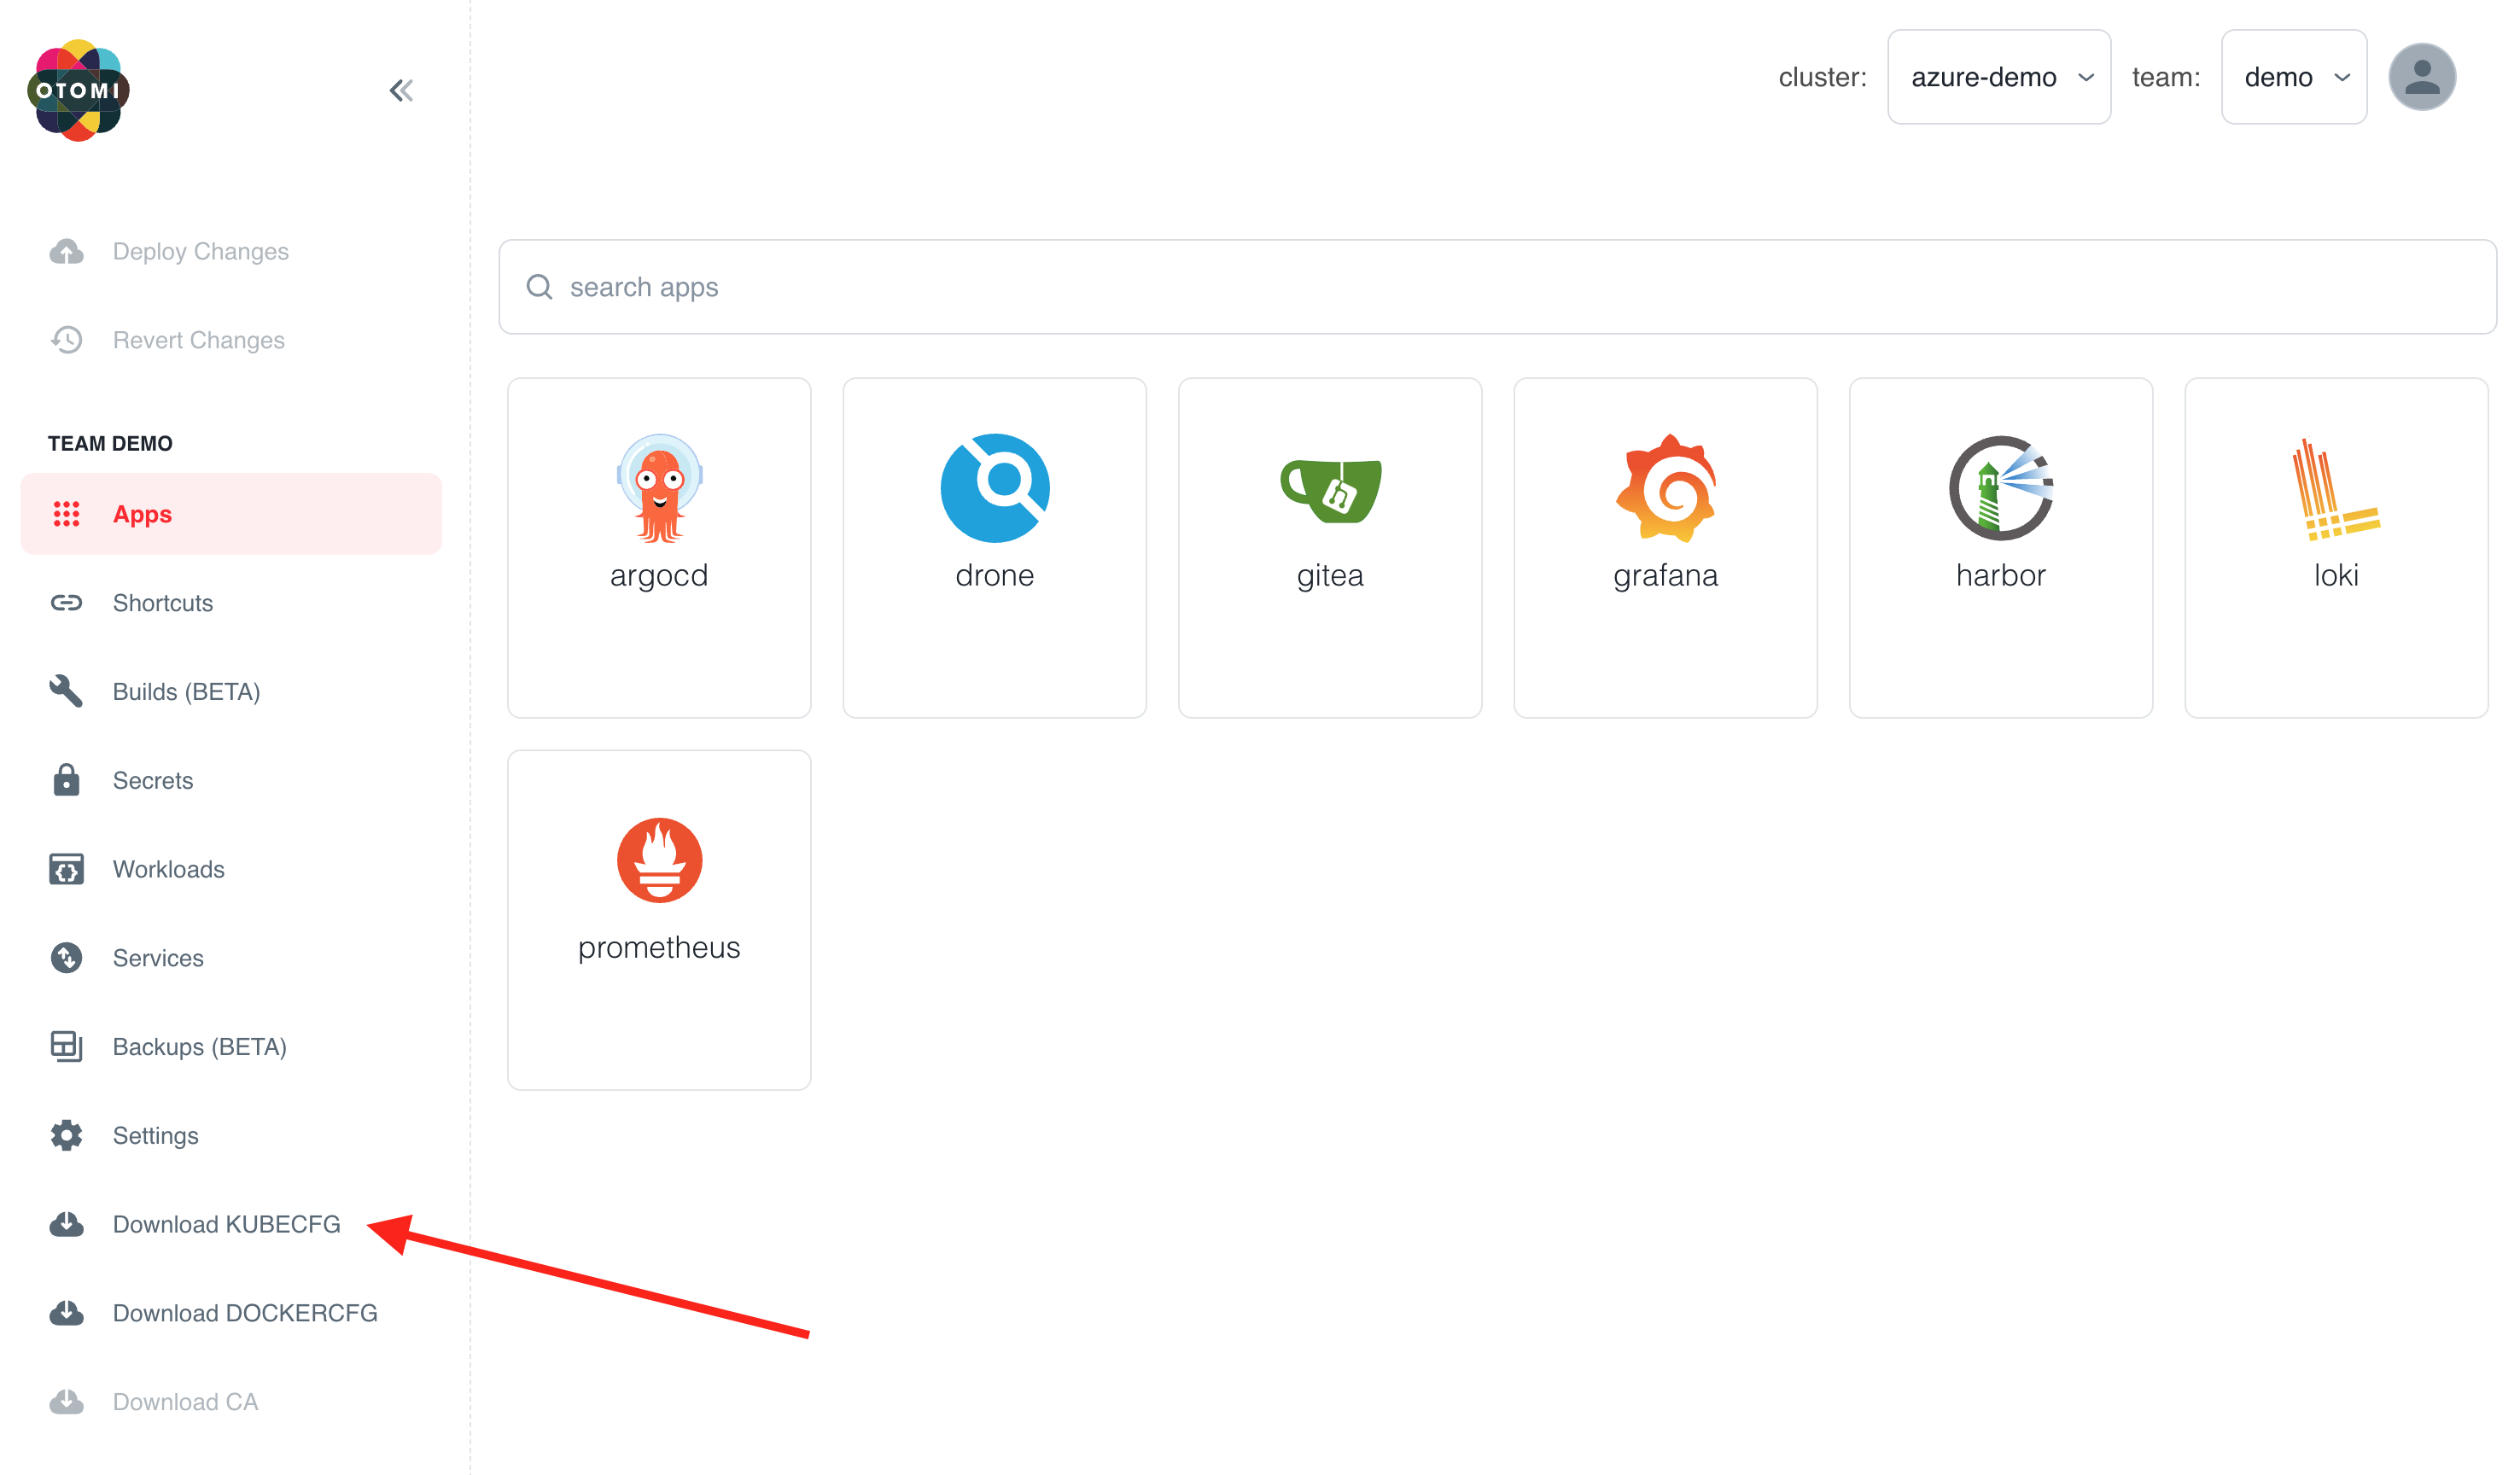 OTOMI
cluster:
azure-demo
team:
demo
Deploy Changes
Revert Changes
TEAM DEMO
Apps
Shortcuts
Builds (BETA)
Secrets
Workloads
Services
Backups (BETA)
Settings
Download KUBECFG
Download DOCKERCFG
Download CA
search apps
argocd
drone
gitea
grafana
harbor
loki
prometheus